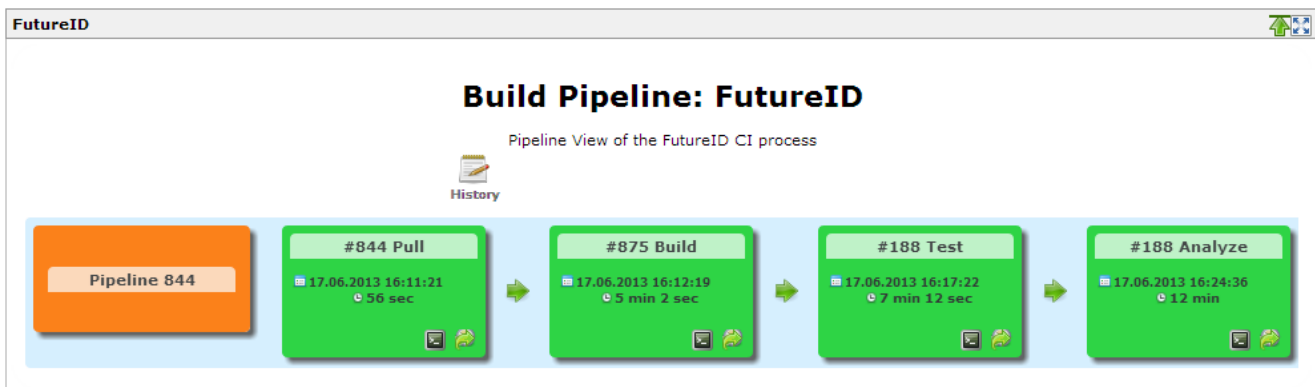 FutureID
Build Pipeline: FutureID
Pipeline View of the FutureID CI process
History
Pipeline 844
#844 Pull
17.06.2013 16:11:21
56 sec
#875 Build
17.06.2013 16:12:19
5 min 2 sec
#188 Test
17.06.2013 16:17:22
7 min 12 sec
#188 Analyze
17.06.2013 16:24:36
12 min